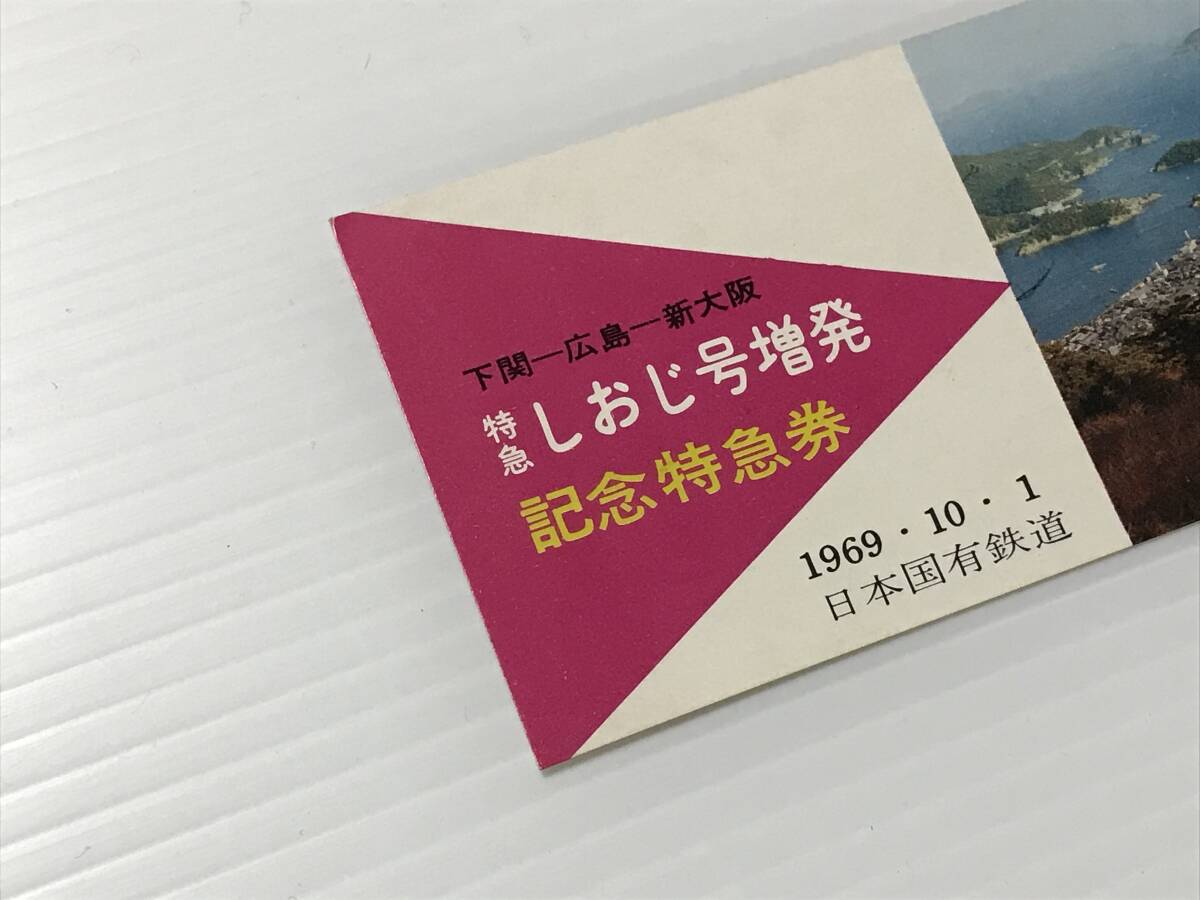 下関―広島―新大阪
特急 しおじ号増発
記念特急券
1969・10・1
日本国有鉄道